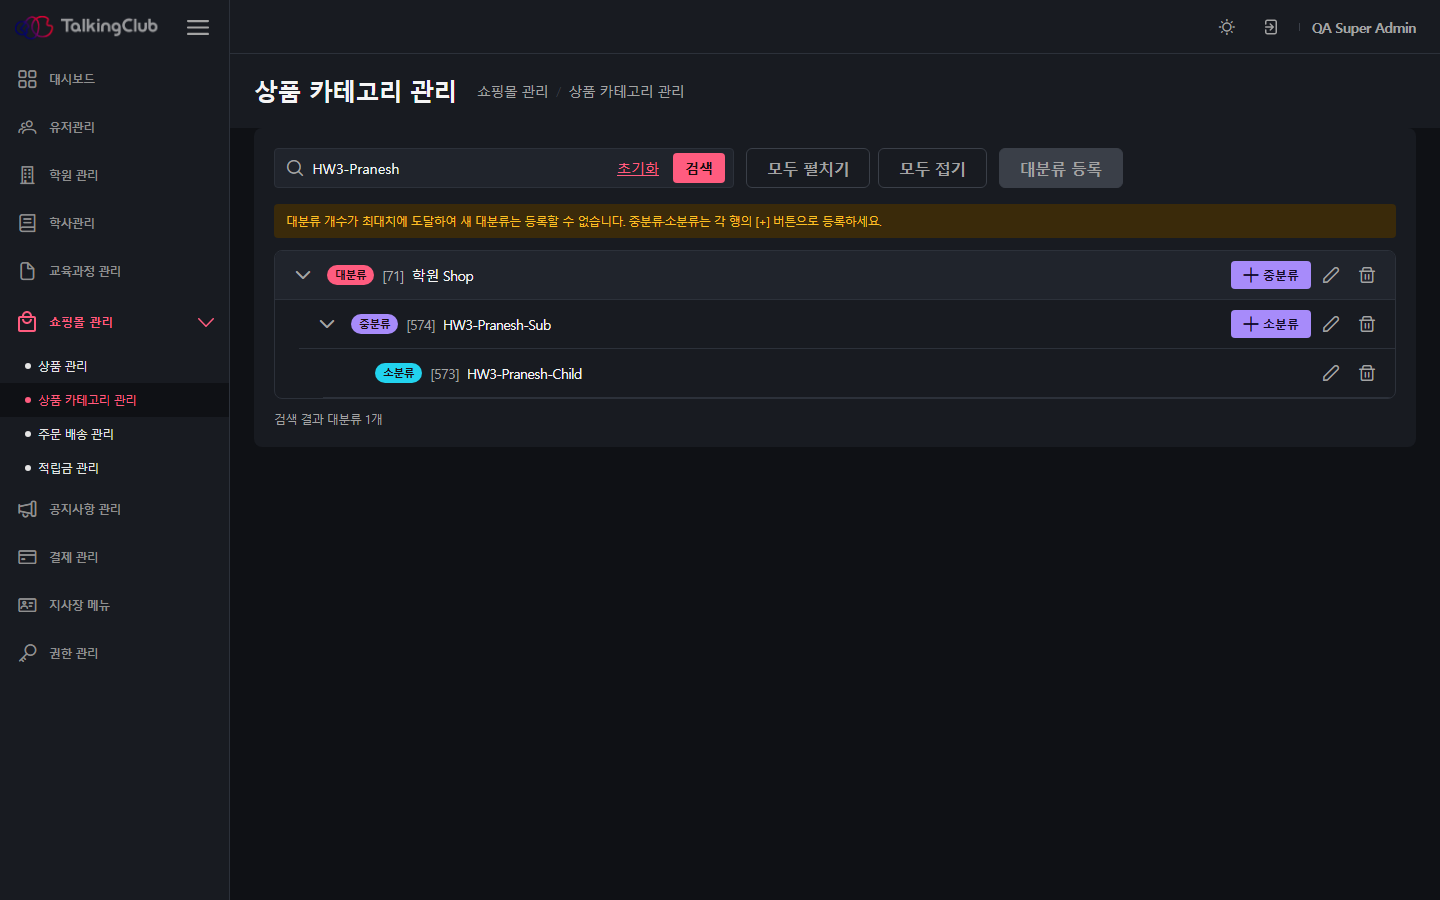 TalkingClub
QA Super Admin
대시보드
유저관리
학원 관리
학사관리
교육과정 관리
쇼핑몰 관리
상품 관리
상품 카테고리 관리
주문 배송 관리
적립금 관리
공지사항 관리
결제 관리
지사장 메뉴
권한 관리
상품 카테고리 관리
쇼핑몰 관리 / 상품 카테고리 관리
HW3-Pranesh 초기화 검색 모두 펼치기 모두 접기 대분류 등록
대분류 개수가 최대치에 도달하여 새 대분류는 등록할 수 없습니다. 중분류·소분류는 각 행의 [+] 버튼으로 등록하세요.
대분류 [71] 학원 Shop + 중분류
중분류 [574] HW3-Pranesh-Sub + 소분류
소분류 [573] HW3-Pranesh-Child
검색 결과 대분류 1개